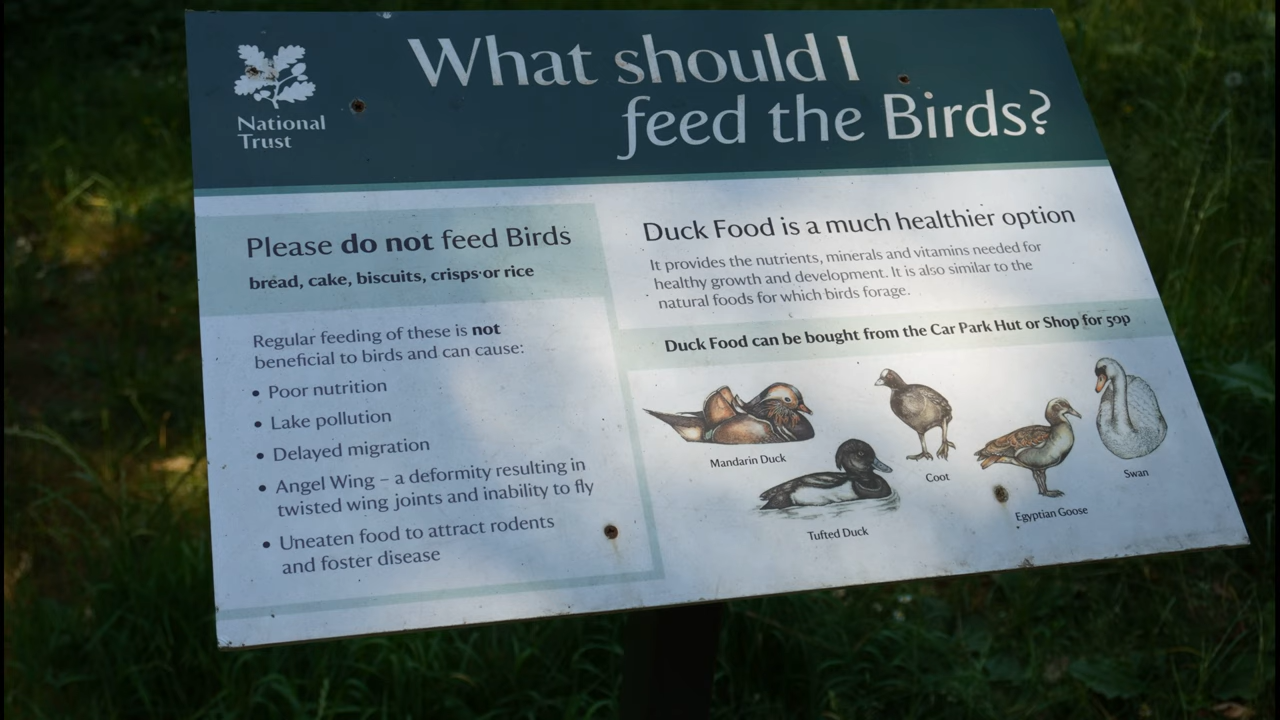 National
Trust
What should I
feed the Birds?
Please do not feed Birds
bread, cake, biscuits, crisps or rice
Regular feeding of these is not
beneficial to birds and can cause:
• Poor nutrition
• Lake pollution
• Delayed migration
• Angel Wing – a deformity resulting in
twisted wing joints and inability to fly
• Uneaten food to attract rodents
and foster disease
Duck Food is a much healthier option
It provides the nutrients, minerals and vitamins needed for
healthy growth and development. It is also similar to the
natural foods for which birds forage.
Duck Food can be bought from the Car Park Hut or Shop for 50p
Mandarin Duck
Tufted Duck
Coot
Egyptian Goose
Swan